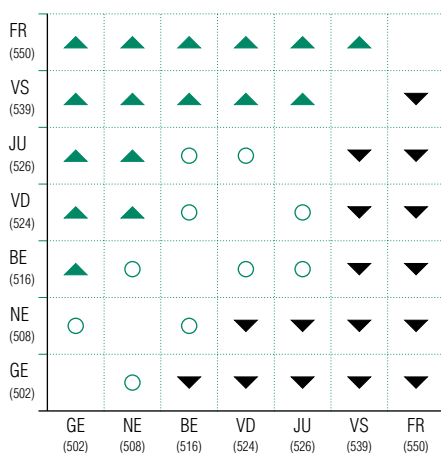 FR
(550)
VS
(539)
JU
(526)
VD
(524)
BE
(516)
NE
(508)
GE
(502)
GE NE BE VD JU VS FR
(502) (508) (516) (524) (526) (539) (550)